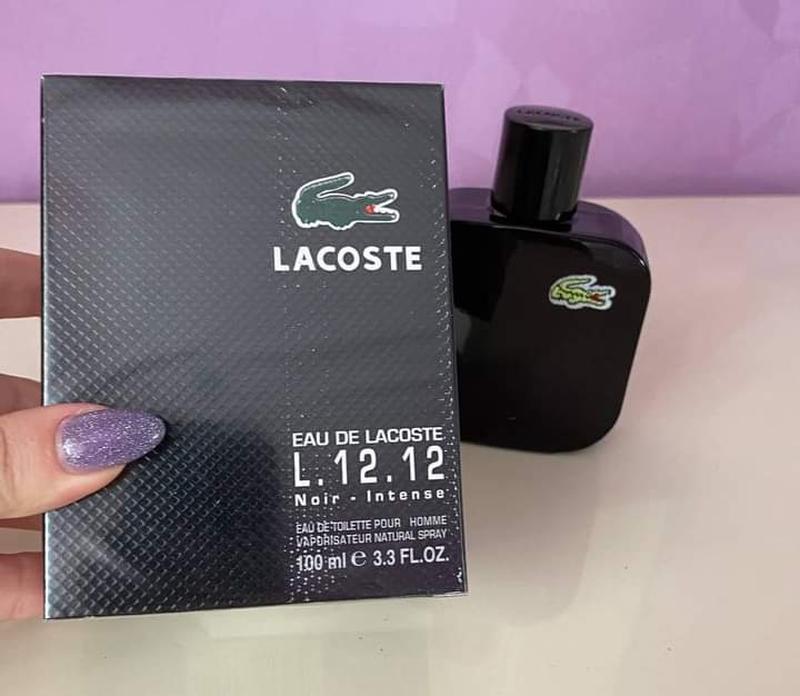 LACOSTE
LACOSTE
EAU DE LACOSTE
L.12.12
Noir - Intense
EAU DE TOILETTE POUR HOMME
VAPORISATEUR NATURAL SPRAY
100 ml e 3.3 FL.OZ.